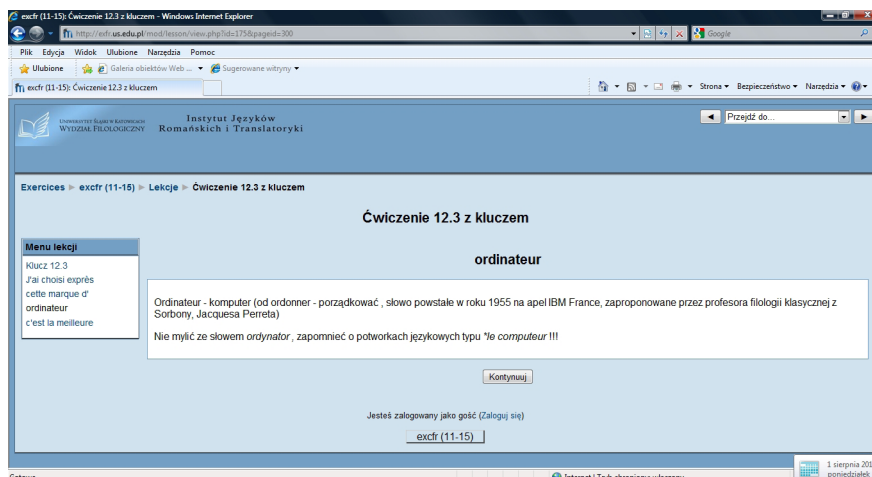 excfr (11-15): Ćwiczenie 12.3 z kluczem - Windows Internet Explorer
http://exfr.us.edu.pl/mod/lesson/view.php?id=175&pageid=300
Google
Plik Edycja Widok Ulubione Narzędzia Pomoc
Ulubione Galeria obiektów Web ... Sugerowane witryny
excfr (11-15): Ćwiczenie 12.3 z kluczem
Strona Bezpieczeństwo Narzędzia
Uniwersytet Śląski w Katowicach
Wydział Filologiczny
Instytut Języków
Romańskich i Translatoryki
Przejdź do...
Exercices ► excfr (11-15) ► Lekcje ► Ćwiczenie 12.3 z kluczem
Ćwiczenie 12.3 z kluczem
Menu lekcji
Klucz 12.3
J'ai choisi exprès
cette marque d'
ordinateur
c'est la meilleure
ordinateur
Ordinateur - komputer (od ordonner - porządkować , słowo powstałe w roku 1955 na apel IBM France, zaproponowane przez profesora filologii klasycznej z
Sorbony, Jacquesa Perreta)
Nie mylić ze słowem ordynator , zapomnieć o potworkach językowych typu *le computeur !!!
Kontynuuj
Jesteś zalogowany jako gość (Zaloguj się)
excfr (11-15)
1 sierpnia 201
poniedziałek